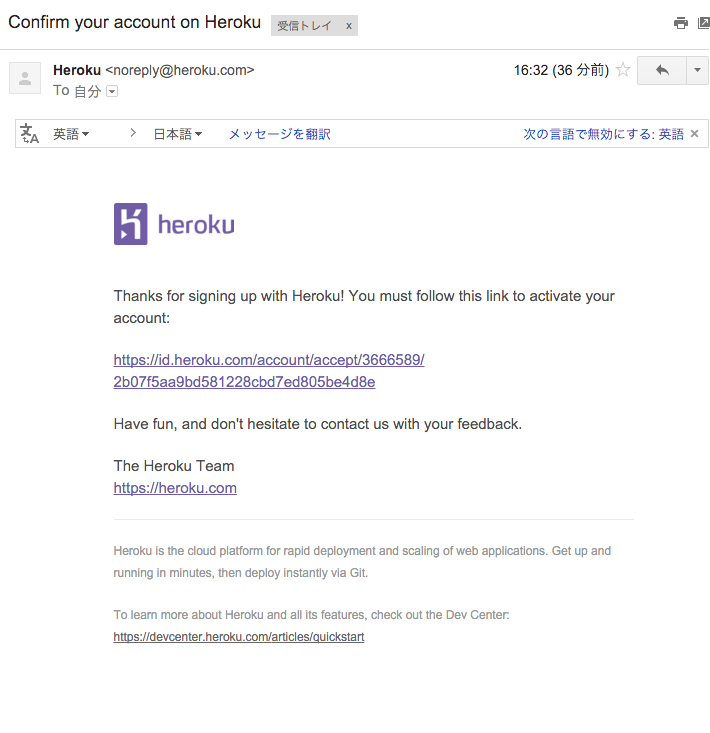 Confirm your account on Heroku 受信トレイ x
Heroku <noreply@heroku.com> 16:32 (36 分前)
To 自分
文A 英語 > 日本語 メッセージを翻訳 次の言語で無効にする: 英語 ×
heroku
Thanks for signing up with Heroku! You must follow this link to activate your
account:
https://id.heroku.com/account/accept/3666589/
2b07f5aa9bd581228cbd7ed805be4d8e
Have fun, and don't hesitate to contact us with your feedback.
The Heroku Team
https://heroku.com
Heroku is the cloud platform for rapid deployment and scaling of web applications. Get up and
running in minutes, then deploy instantly via Git.
To learn more about Heroku and all its features, check out the Dev Center:
https://devcenter.heroku.com/articles/quickstart